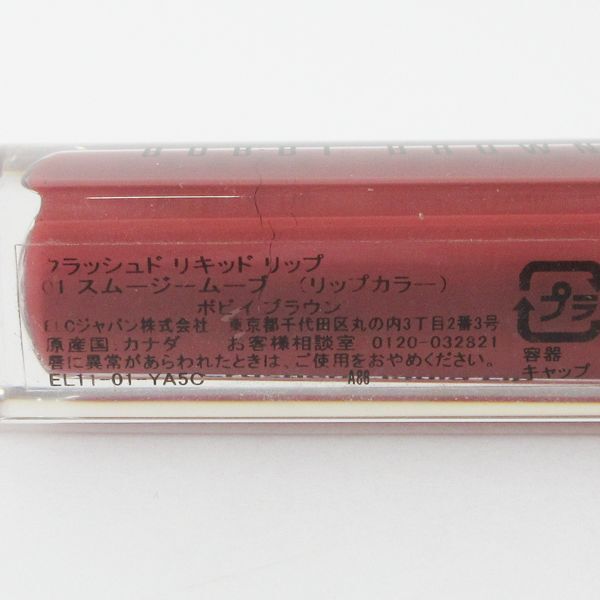 BOBBI BROWN
フラッシュド リキッド リップ
01 スムージームーブ (リップカラー)
ボビイ ブラウン
ELCジャパン株式会社 東京都千代田区丸の内3丁目2番3号
原産国.カナダ お客様相談室 0120-032821
唇に異常があらわれたときは、ご使用をおやめください。
EL11-01-YA5C A86
プラ
容器
キャップ